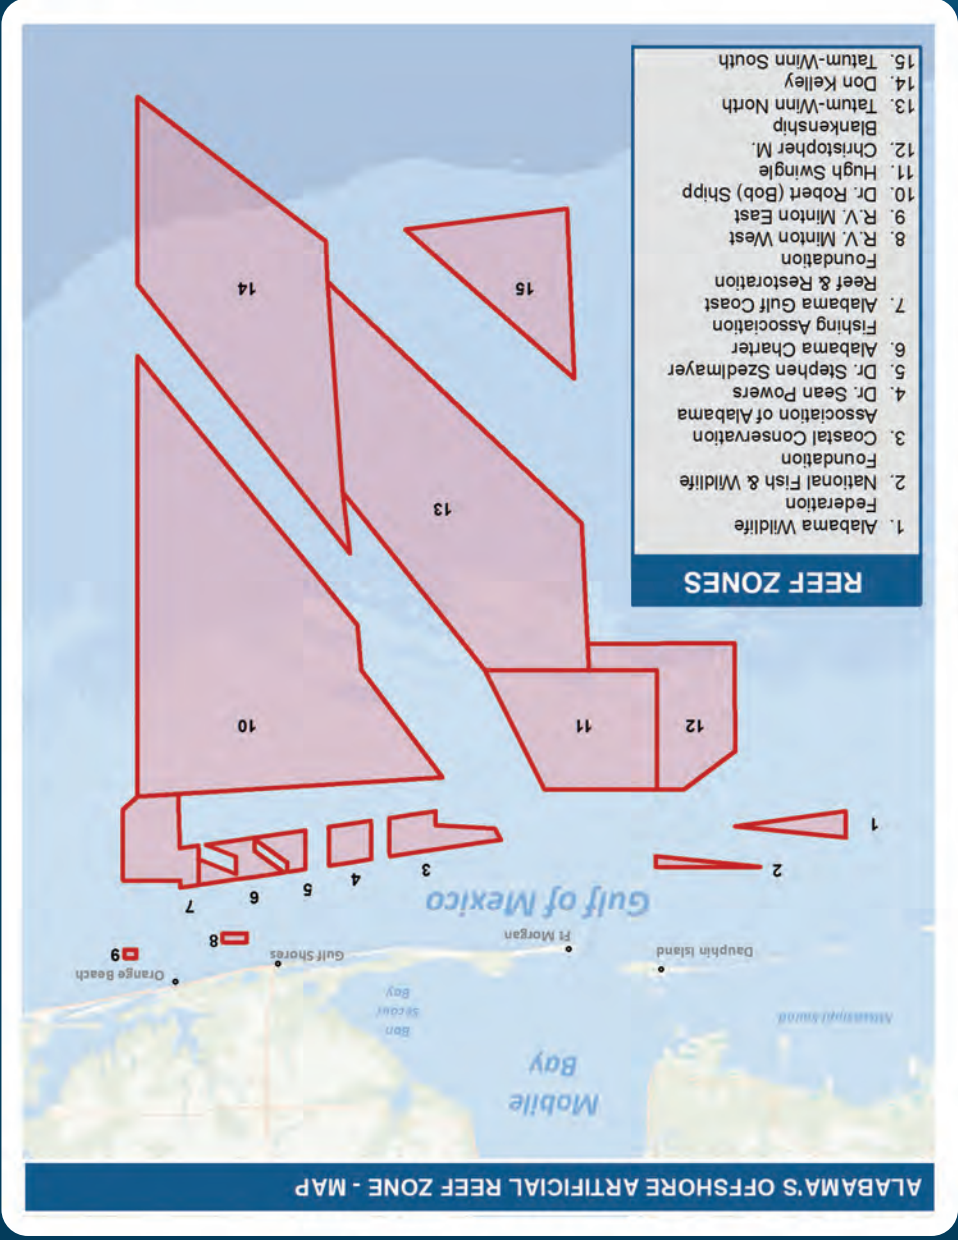 ALABAMA'S OFFSHORE ARTIFICIAL REEF ZONE - MAP
Mobile
Bay
Mississippi Sound
Bon
Secour
Bay
Dauphin Island
Ft Morgan
Gulf Shores
Orange Beach
Gulf of Mexico
1
2
3
4
5
6
7
8
9
10
11
12
13
14
15
REEF ZONES
1. Alabama Wildlife
Federation
2. National Fish & Wildlife
Foundation
3. Coastal Conservation
Association of Alabama
4. Dr. Sean Powers
5. Dr. Stephen Szedlmayer
6. Alabama Charter
Fishing Association
7. Alabama Gulf Coast
Reef & Restoration
Foundation
8. R.V. Minton West
9. R.V. Minton East
10. Dr. Robert (Bob) Shipp
11. Hugh Swingle
12. Christopher M.
Blankenship
13. Tatum-Winn North
14. Don Kelley
15. Tatum-Winn South